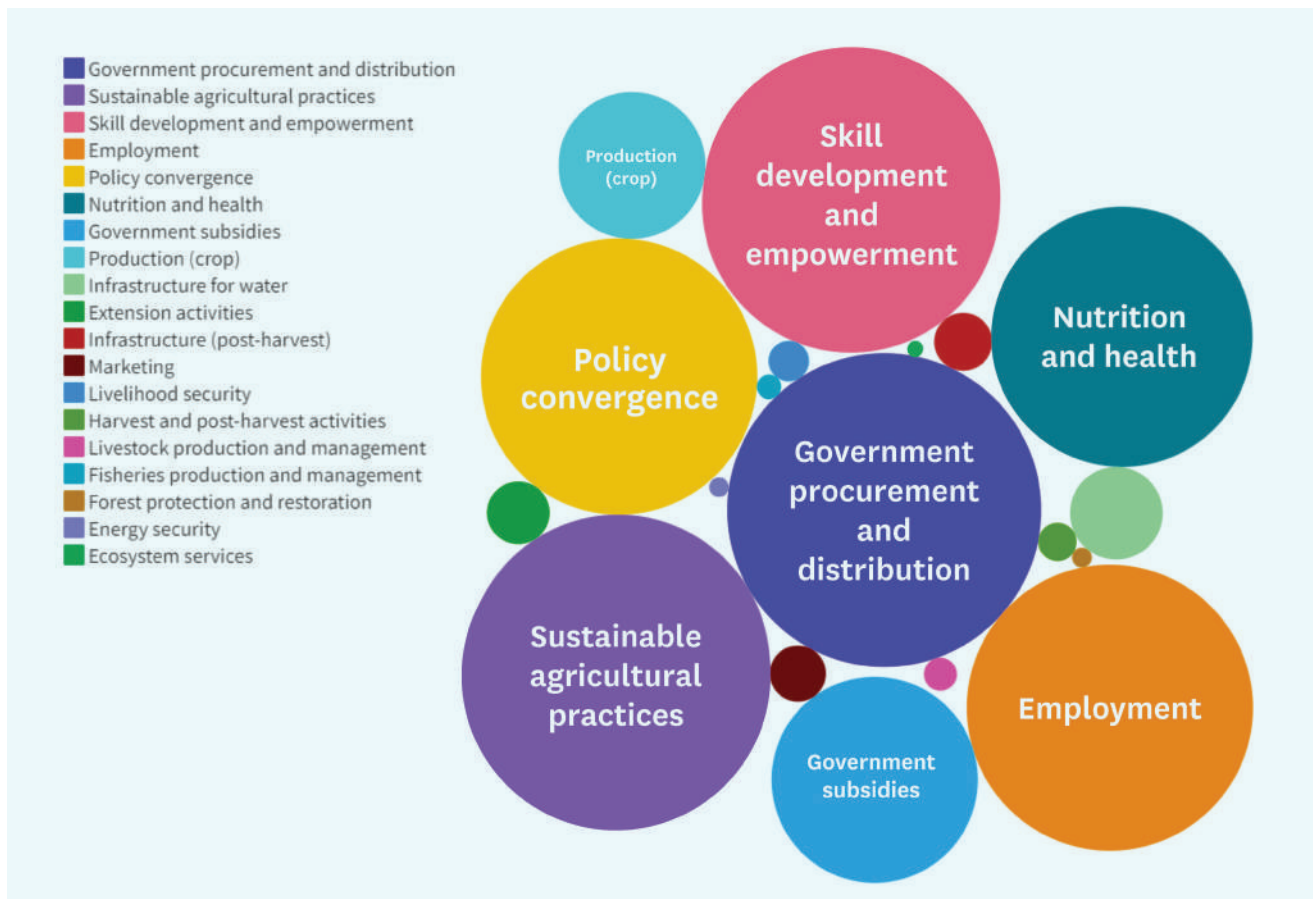 Government procurement and distribution
Sustainable agricultural practices
Skill development and empowerment
Employment
Policy convergence
Nutrition and health
Government subsidies
Production (crop)
Infrastructure for water
Extension activities
Infrastructure (post-harvest)
Marketing
Livelihood security
Harvest and post-harvest activities
Livestock production and management
Fisheries production and management
Forest protection and restoration
Energy security
Ecosystem services
Production
(crop)
Skill
development
and
empowerment
Nutrition
and health
Policy
convergence
Government
procurement
and
distribution
Sustainable
agricultural
practices
Employment
Government
subsidies